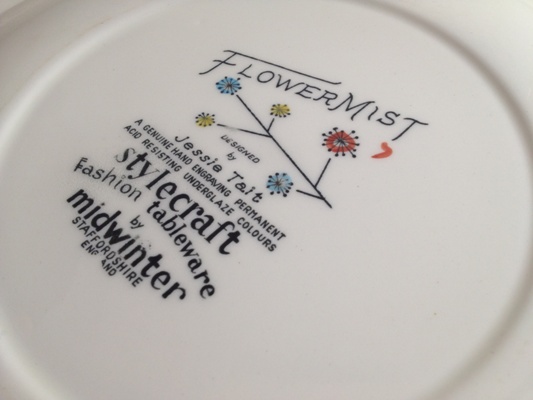 FLOWERMIST
DESIGNED
by
Jessie Tait
A GENUINE HAND ENGRAVING PERMANENT
ACID RESISTING UNDERGLAZE COLOURS
stylecraft
Fashion tableware
by
midwinter
STAFFORDSHIRE
ENGLAND